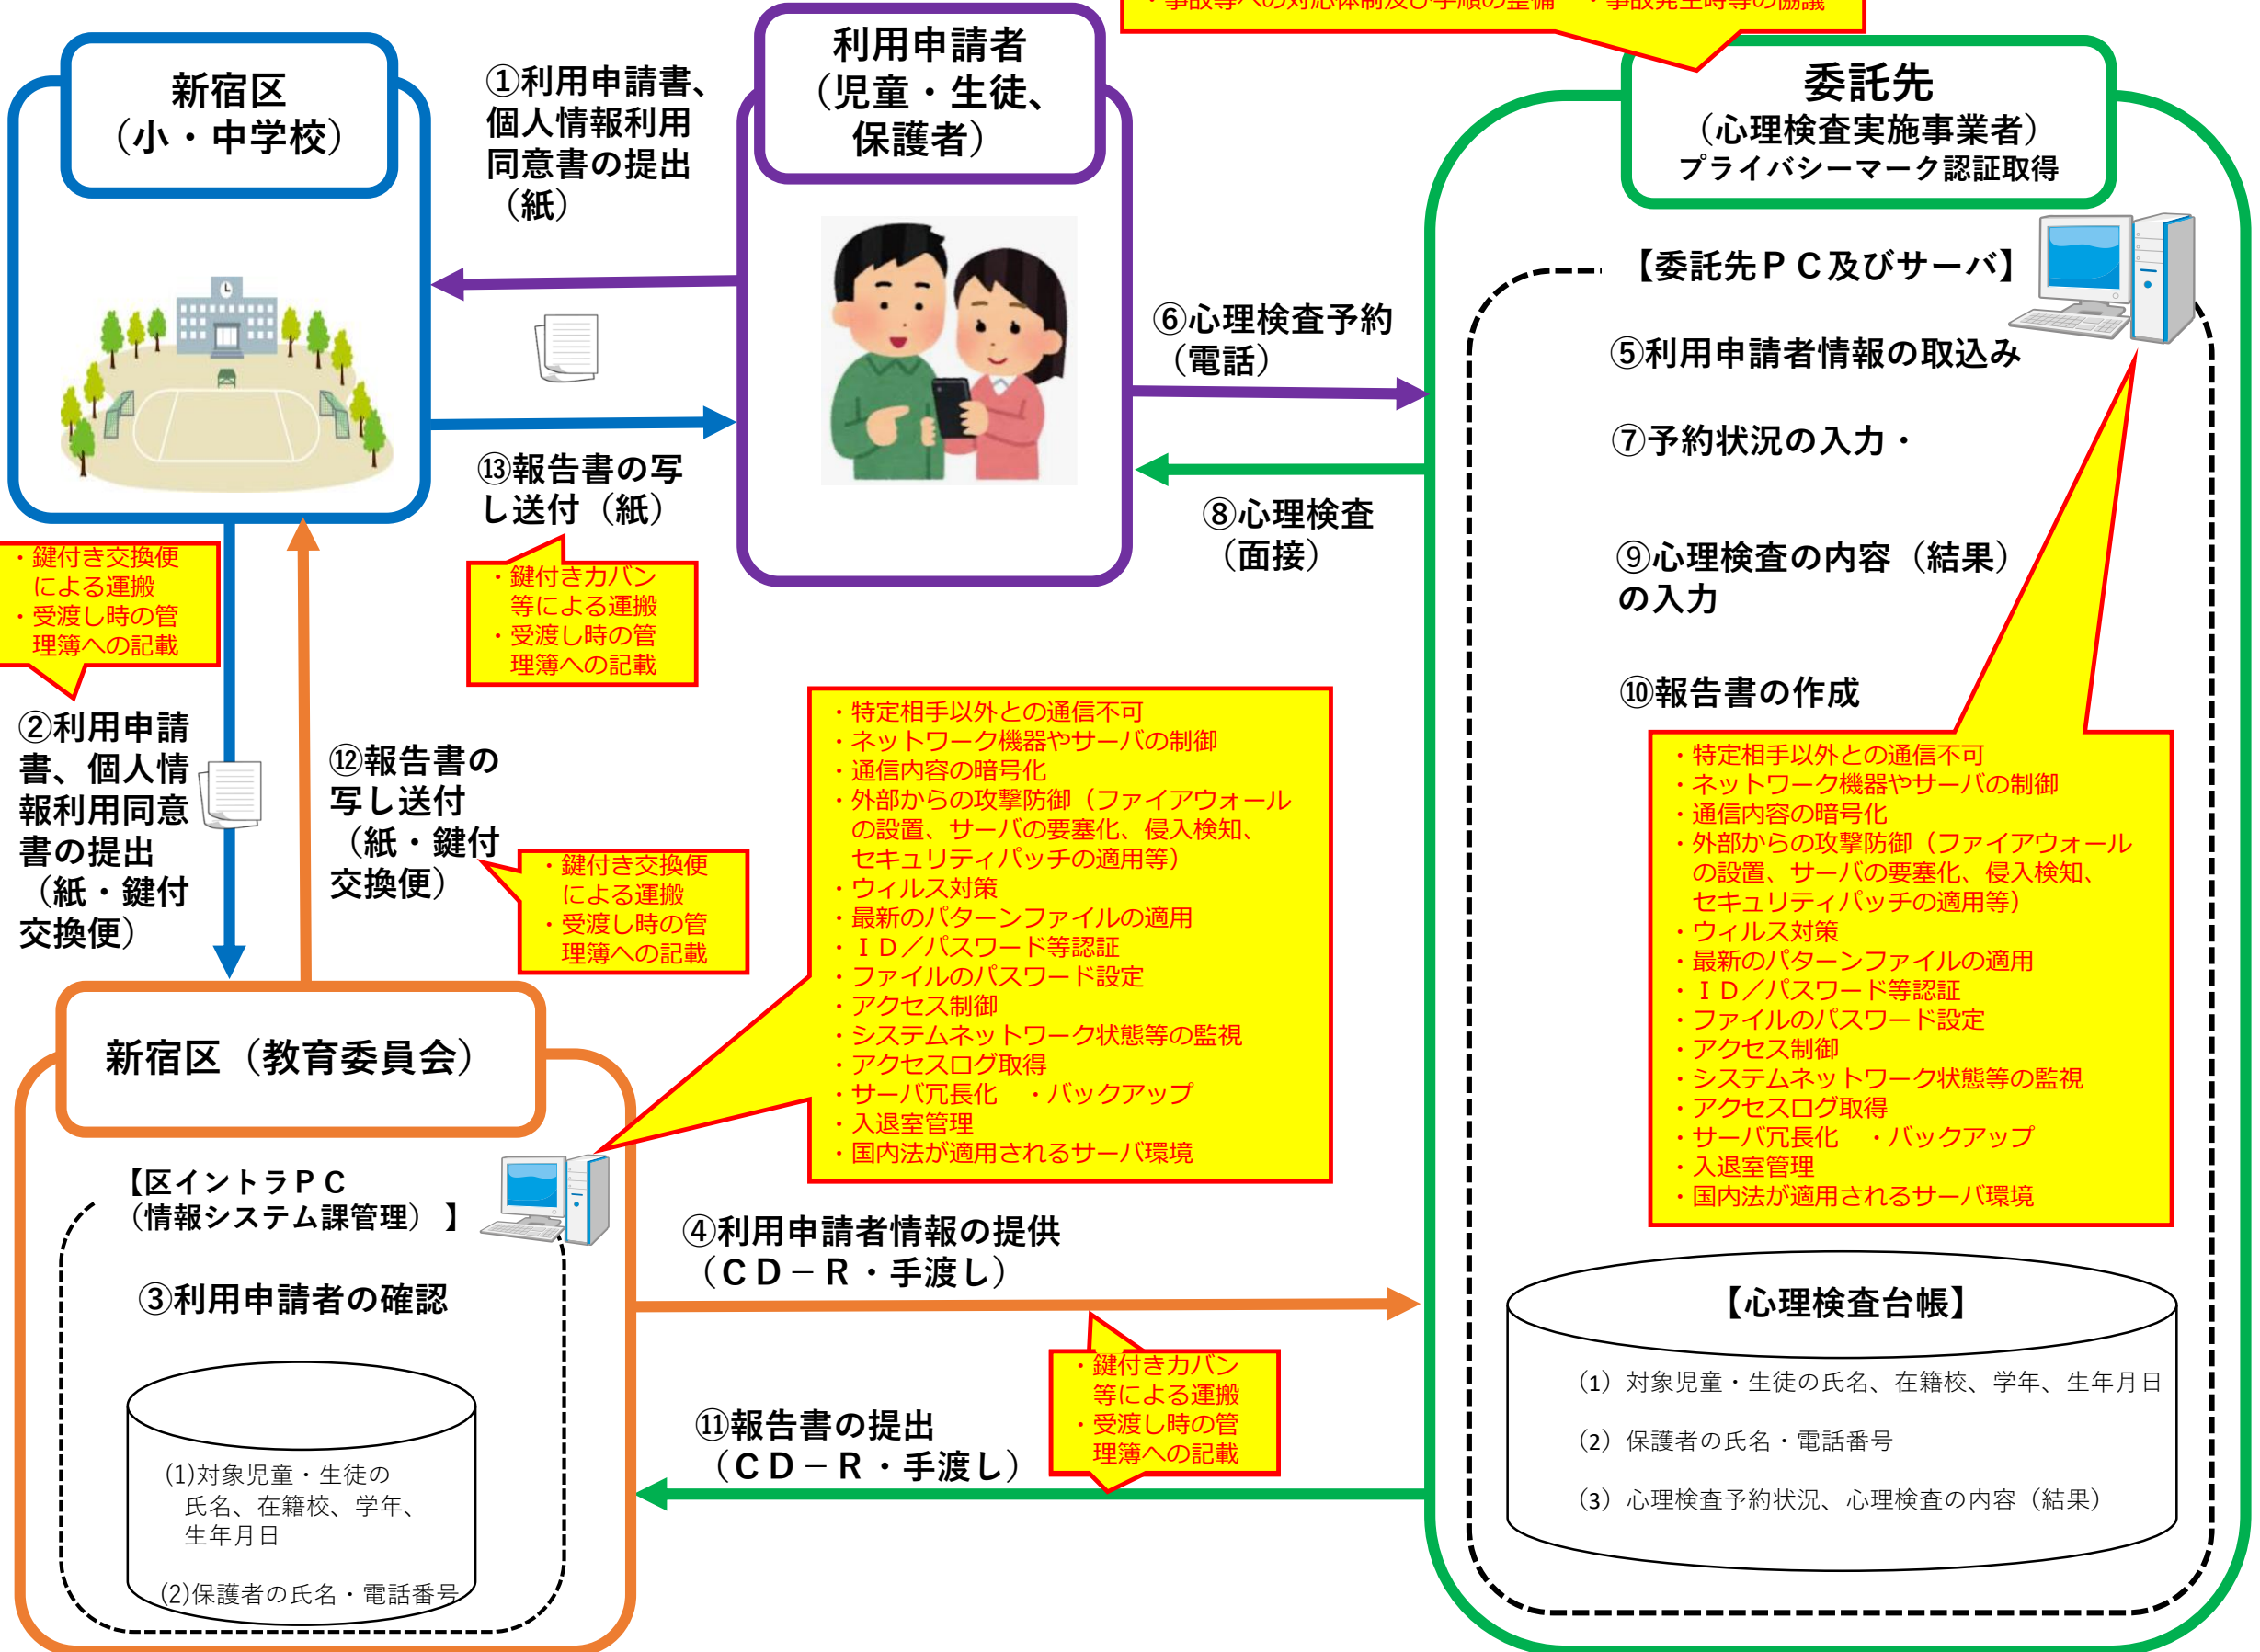 ・事故等への対応体制及び手順の整備　・事故発生時等の協議
新宿区
（小・中学校）
①利用申請書、
個人情報利用
同意書の提出
（紙）
利用申請者
（児童・生徒、
保護者）
委託先
（心理検査実施事業者）
プライバシーマーク認証取得
【委託先ＰＣ及びサーバ】
⑤利用申請者情報の取込み
⑥心理検査予約
（電話）
⑦予約状況の入力・
⑬報告書の写
し送付（紙）
⑧心理検査
（面接）
⑨心理検査の内容（結果）
の入力
・鍵付き交換便
による運搬
・受渡し時の管
理簿への記載
・鍵付きカバン
等による運搬
・受渡し時の管
理簿への記載
⑩報告書の作成
②利用申請
書、個人情
報利用同意
書の提出
（紙・鍵付
交換便）
⑫報告書の
写し送付
（紙・鍵付
交換便）
・鍵付き交換便
による運搬
・受渡し時の管
理簿への記載
・特定相手以外との通信不可
・ネットワーク機器やサーバの制御
・通信内容の暗号化
・外部からの攻撃防御（ファイアウォール
の設置、サーバの要塞化、侵入検知、
セキュリティパッチの適用等）
・ウィルス対策
・最新のパターンファイルの適用
・ＩＤ／パスワード等認証
・ファイルのパスワード設定
・アクセス制御
・システムネットワーク状態等の監視
・アクセスログ取得
・サーバ冗長化　・バックアップ
・入退室管理
・国内法が適用されるサーバ環境
・特定相手以外との通信不可
・ネットワーク機器やサーバの制御
・通信内容の暗号化
・外部からの攻撃防御（ファイアウォール
の設置、サーバの要塞化、侵入検知、
セキュリティパッチの適用等）
・ウィルス対策
・最新のパターンファイルの適用
・ＩＤ／パスワード等認証
・ファイルのパスワード設定
・アクセス制御
・システムネットワーク状態等の監視
・アクセスログ取得
・サーバ冗長化　・バックアップ
・入退室管理
・国内法が適用されるサーバ環境
新宿区（教育委員会）
【区イントラＰＣ
（情報システム課管理）】
③利用申請者の確認
(1)対象児童・生徒の
氏名、在籍校、学年、
生年月日
(2)保護者の氏名・電話番号
④利用申請者情報の提供
（ＣＤ－Ｒ・手渡し）
・鍵付きカバン
等による運搬
・受渡し時の管
理簿への記載
⑪報告書の提出
（ＣＤ－Ｒ・手渡し）
【心理検査台帳】
（1）対象児童・生徒の氏名、在籍校、学年、生年月日
（2）保護者の氏名・電話番号
（3）心理検査予約状況、心理検査の内容（結果）